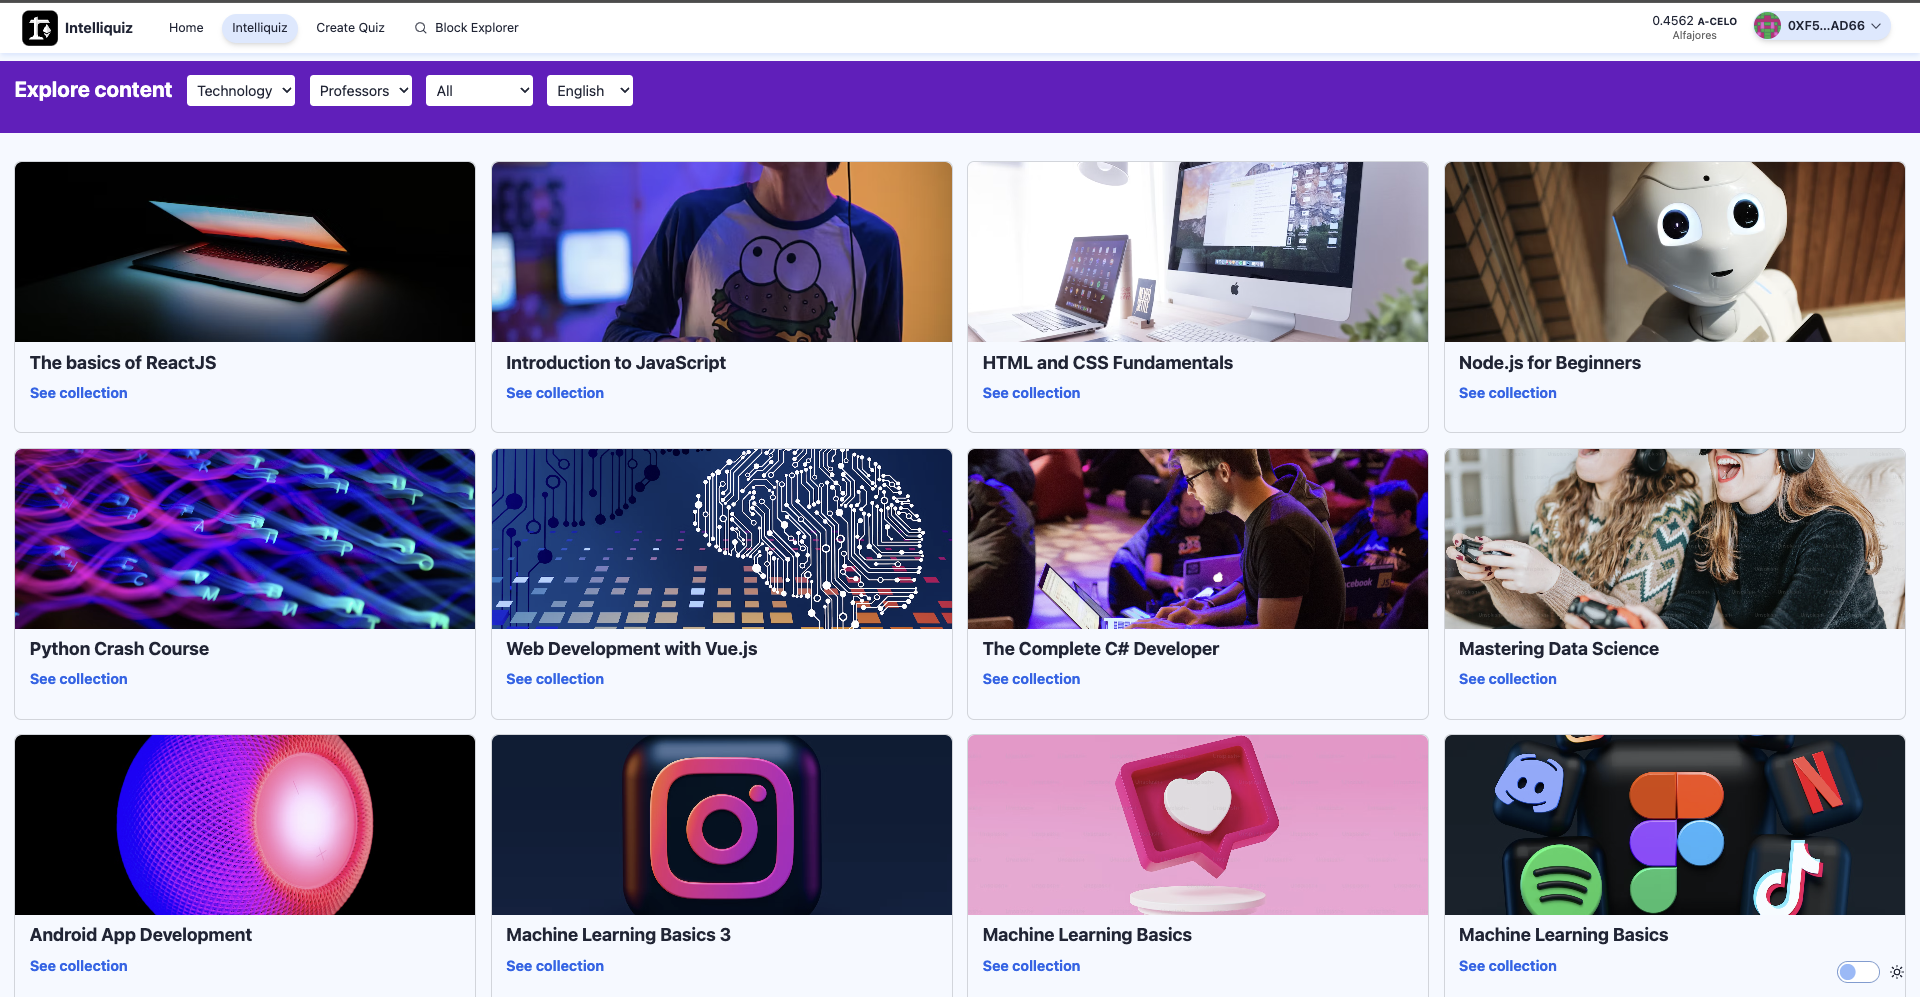 Intelliquiz
Home
Intelliquiz
Create Quiz
Block Explorer
0.4562 A-CELO
Alfajores
0XF5...AD66
Explore content
Technology
Professors
All
English
The basics of ReactJS
See collection
Introduction to JavaScript
See collection
HTML and CSS Fundamentals
See collection
Node.js for Beginners
See collection
Python Crash Course
See collection
Web Development with Vue.js
See collection
facebook
The Complete C# Developer
See collection
Mastering Data Science
See collection
Android App Development
See collection
Machine Learning Basics 3
See collection
Machine Learning Basics
See collection
Machine Learning Basics
See collection